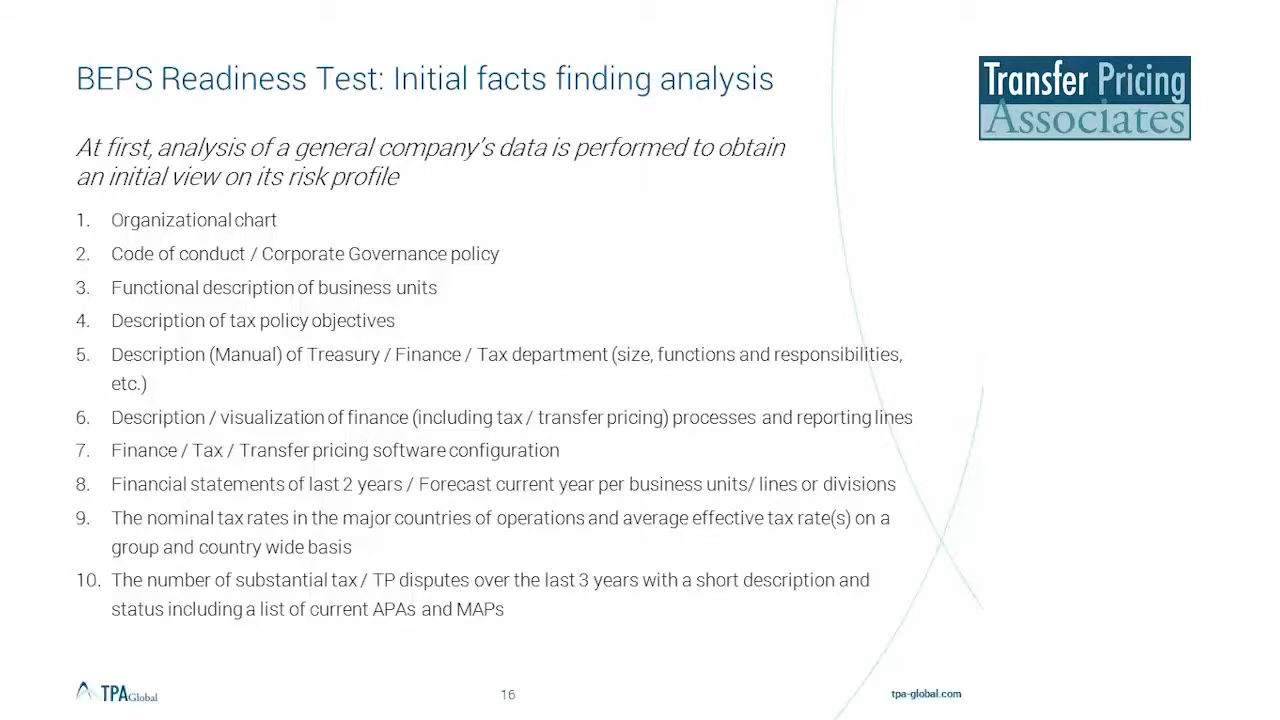 BEPS Readiness Test: Initial facts finding analysis
Transfer Pricing
Associates
At first, analysis of a general company's data is performed to obtain
an initial view on its risk profile
1. Organizational chart
2. Code of conduct / Corporate Governance policy
3. Functional description of business units
4. Description of tax policy objectives
5. Description (Manual) of Treasury / Finance / Tax department (size, functions and responsibilities,
etc.)
6. Description / visualization of finance (including tax / transfer pricing) processes and reporting lines
7. Finance / Tax / Transfer pricing software configuration
8. Financial statements of last 2 years / Forecast current year per business units/ lines or divisions
9. The nominal tax rates in the major countries of operations and average effective tax rate(s) on a
group and country wide basis
10. The number of substantial tax / TP disputes over the last 3 years with a short description and
status including a list of current APAs and MAPs
TPA Global
16
tpa-global.com